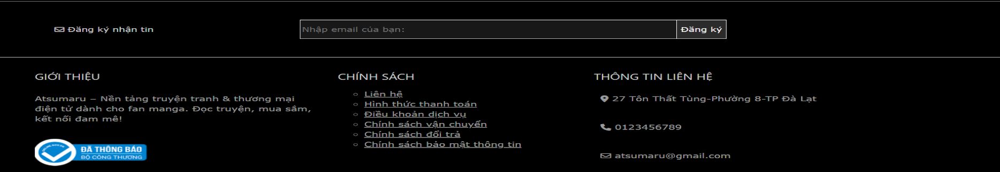 Đăng ký nhận tin
Nhập email của bạn:
Đăng ký
GIỚI THIỆU
Atsumaru – Nền tảng truyện tranh & thương mại
điện tử dành cho fan manga. Đọc truyện, mua sắm,
kết nối đam mê!
ONLINE.GOV.VN
ĐÃ THÔNG BÁO
BỘ CÔNG THƯƠNG
CHÍNH SÁCH
Liên hệ
Hình thức thanh toán
Điều khoản dịch vụ
Chính sách vận chuyển
Chính sách đổi trả
Chính sách bảo mật thông tin
THÔNG TIN LIÊN HỆ
27 Tôn Thất Tùng-Phường 8-TP Đà Lạt
0123456789
atsumaru@gmail.com